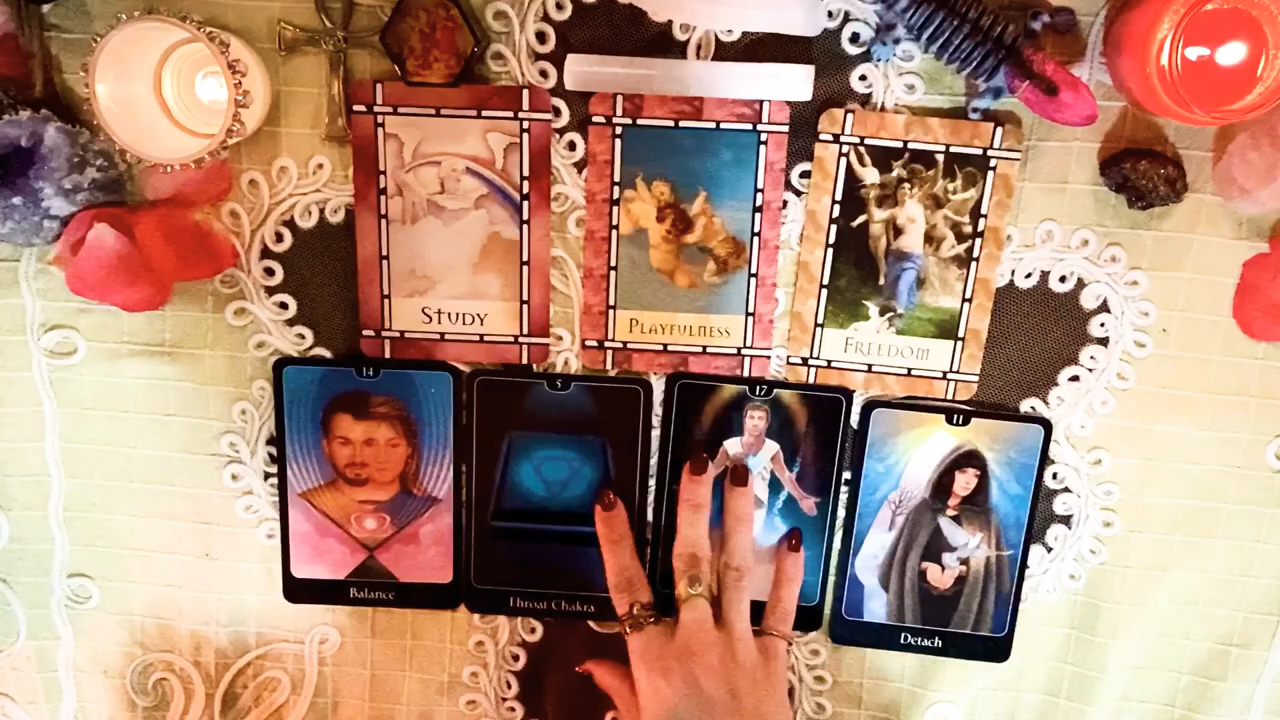 STUDY
PLAYFULNESS
FREEDOM
14
5
17
11
Balance
Throat Chakra
Detach